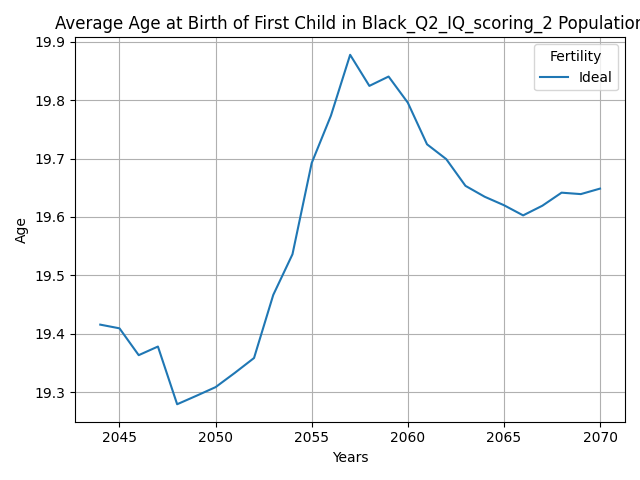 Average Age at Birth of First Child in Black_Q2_IQ_scoring_2 Population
19.9
19.8
19.7
19.6
19.5
19.4
19.3
Age
Fertility
Ideal
2045 2050 2055 2060 2065 2070
Years